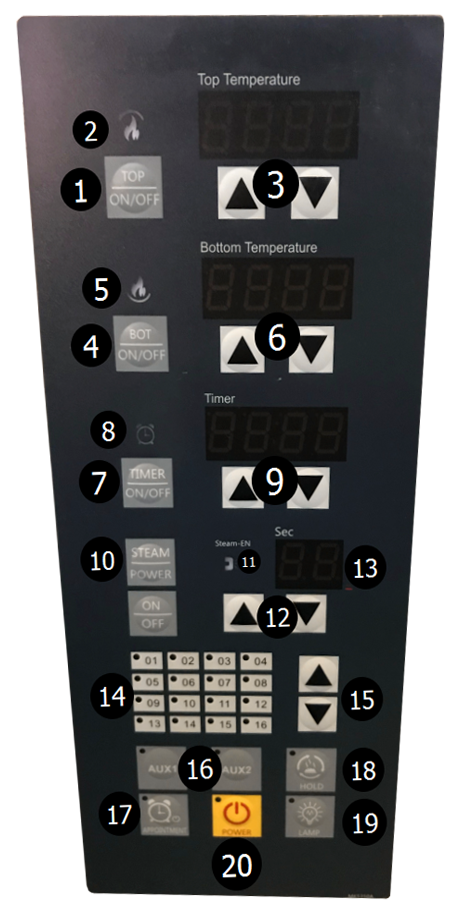 Top Temperature
2
TOP
ON/OFF
1
3
Bottom Temperature
5
BOT
ON/OFF
4
6
Timer
8
TIMER
ON/OFF
7
9
Steam-EN
Sec
10
STEAM
POWER
11
13
ON
OFF
12
01 02 03 04
05 06 07 08
09 10 11 12
13 14 15 16
14
15
AUX1
16
AUX2
HOLD
18
17
APPOINTMENT
POWER
LAMP
19
20